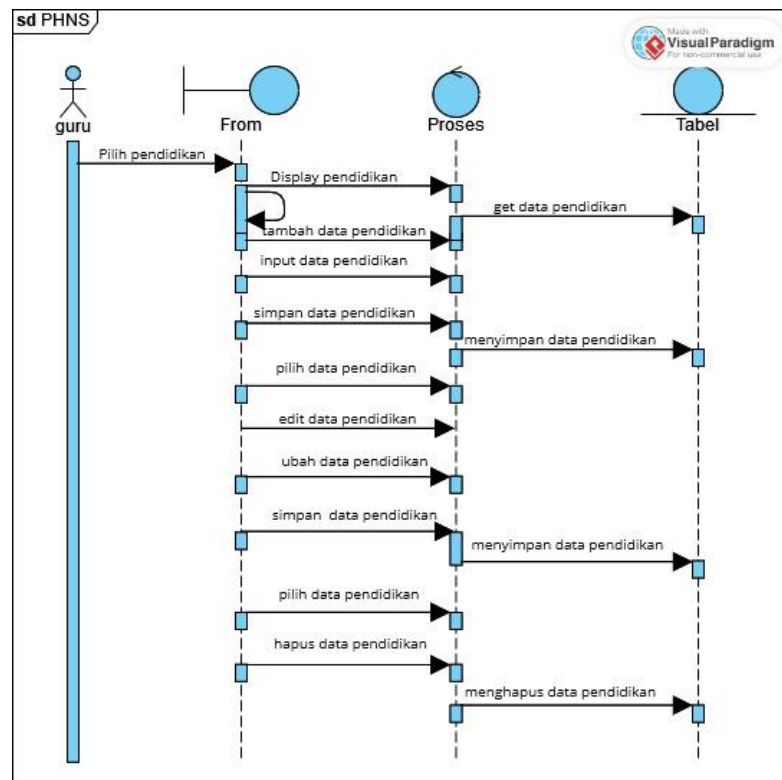 sd PHNS
Made with
Visual Paradigm
For non-commercial use
guru
From
Proses
Tabel
Pilih pendidikan
Display pendidikan
get data pendidikan
tambah data pendidikan
input data pendidikan
simpan data pendidikan
menyimpan data pendidikan
pilih data pendidikan
edit data pendidikan
ubah data pendidikan
simpan data pendidikan
menyimpan data pendidikan
pilih data pendidikan
hapus data pendidikan
menghapus data pendidikan